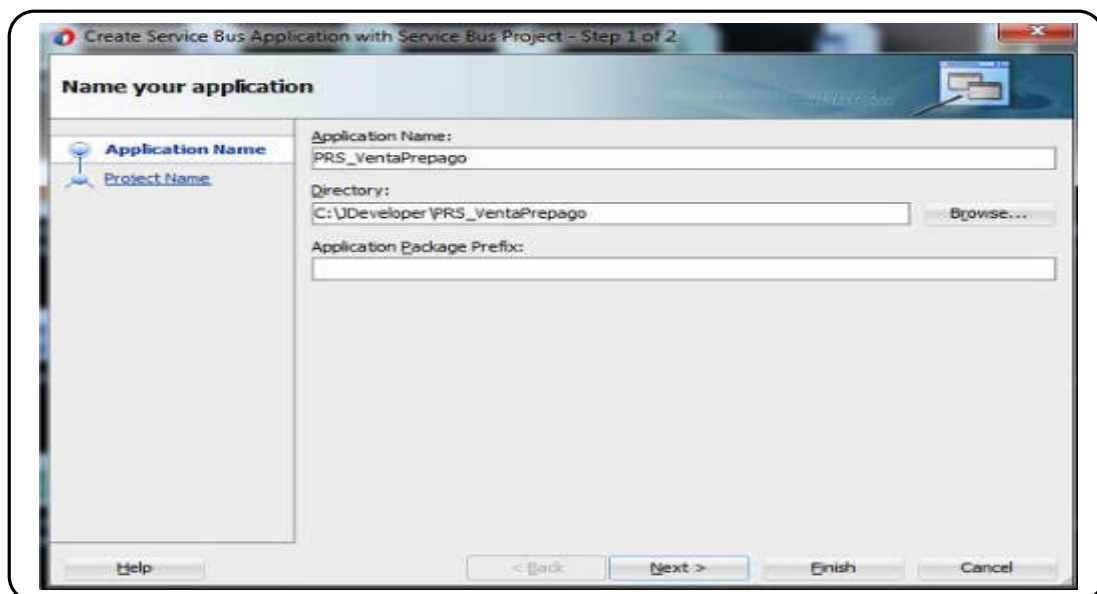 Create Service Bus Application with Service Bus Project - Step 1 of 2
Name your application
Application Name
Project Name
Application Name:
PRS_VentaPrepago
Directory:
C:\JDeveloper\PRS_VentaPrepago
Browse...
Application Package Prefix:
Help
< Back
Next >
Finish
Cancel